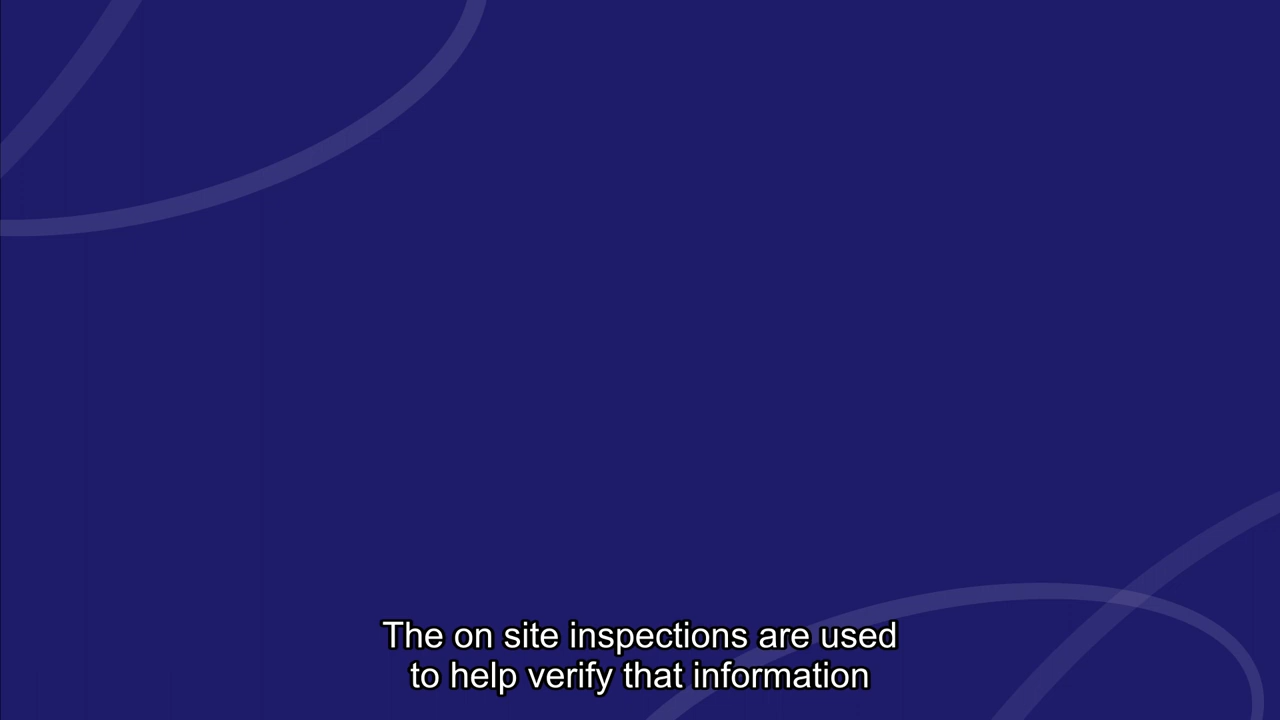 The on site inspections are used
to help verify that information